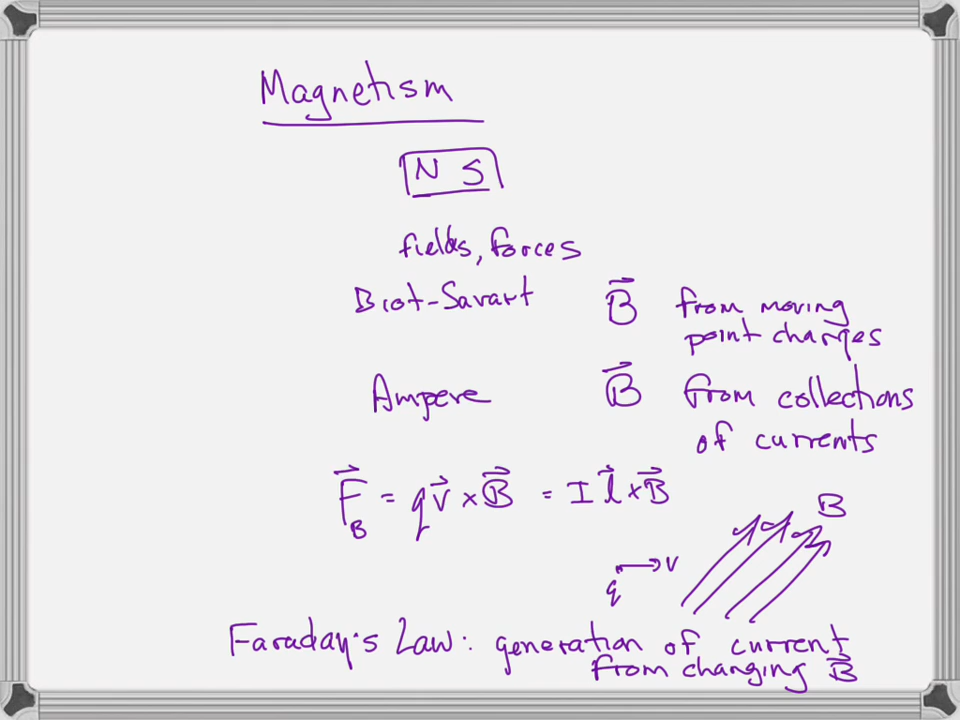 Magnetism
N S
fields, forces
Biot-Savart B⃗ from moving
point charges
Ampere B⃗ from collections
of currents
F⃗_B = qv⃗ × B⃗ = I l⃗ × B⃗
B
q v
Faraday's Law: generation of current
from changing B⃗